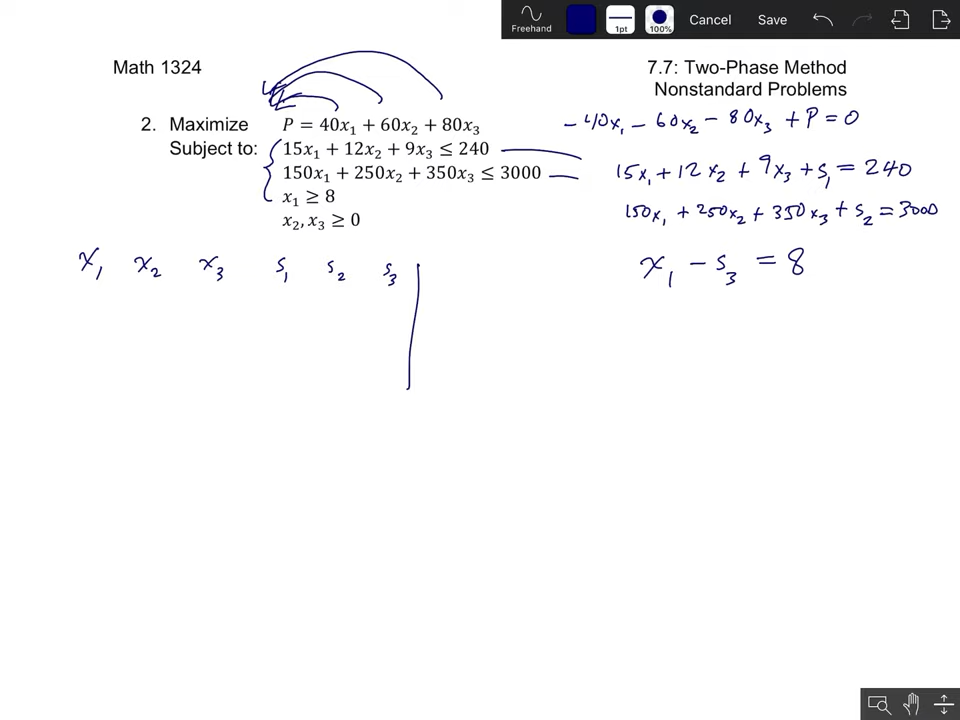 Freehand 1pt 100% Cancel Save
Math 1324
7.7: Two-Phase Method
Nonstandard Problems
2. Maximize P = 40x₁ + 60x₂ + 80x₃
Subject to: 15x₁ + 12x₂ + 9x₃ ≤ 240
150x₁ + 250x₂ + 350x₃ ≤ 3000
x₁ ≥ 8
x₂, x₃ ≥ 0
− 40x₁ − 60x₂ − 80x₃ + P = 0
15x₁ + 12x₂ + 9x₃ + s₁ = 240
150x₁ + 250x₂ + 350x₃ + s₂ = 3000
x₁ − s₃ = 8
x₁ x₂ x₃ s₁ s₂ s₃